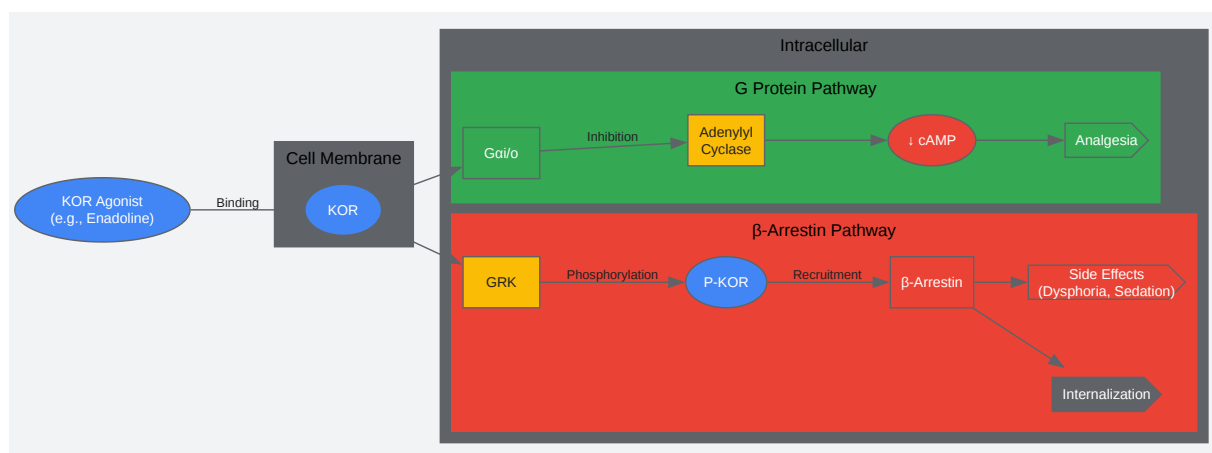 Intracellular
G Protein Pathway
Cell Membrane
KOR Agonist
(e.g., Enadoline)
Binding
KOR
Gαi/o
Inhibition
Adenylyl
Cyclase
↓ cAMP
Analgesia
β-Arrestin Pathway
GRK
Phosphorylation
P-KOR
Recruitment
β-Arrestin
Side Effects
(Dysphoria, Sedation)
Internalization